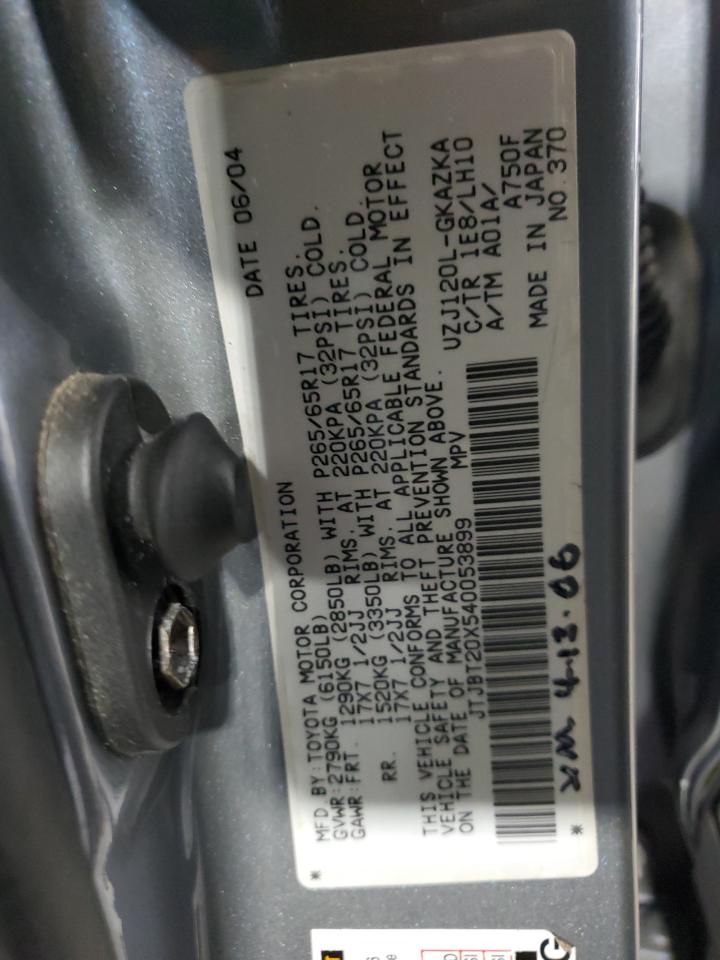 DATE 06/04
MFD BY:TOYOTA MOTOR CORPORATION
GVWR:2790KG (6150LB)
GAWR:FRT. 1290KG (2850LB) WITH P265/65R17 TIRES.
17X7 1/2JJ RIMS. AT 220KPA (32PSI) COLD.
RR. 1520KG (3350LB) WITH P265/65R17 TIRES.
17X7 1/2JJ RIMS. AT 220KPA (32PSI) COLD.
THIS VEHICLE CONFORMS TO ALL APPLICABLE FEDERAL MOTOR
VEHICLE SAFETY AND THEFT PREVENTION STANDARDS IN EFFECT
ON THE DATE OF MANUFACTURE SHOWN ABOVE.
JTJBT20X540053899 MPV
UZJ120L-GKAZKA
C/TR 1E8/LH10
A/TM A01A/
A750F
MADE IN JAPAN
NO 370
* *
4.13.06
G